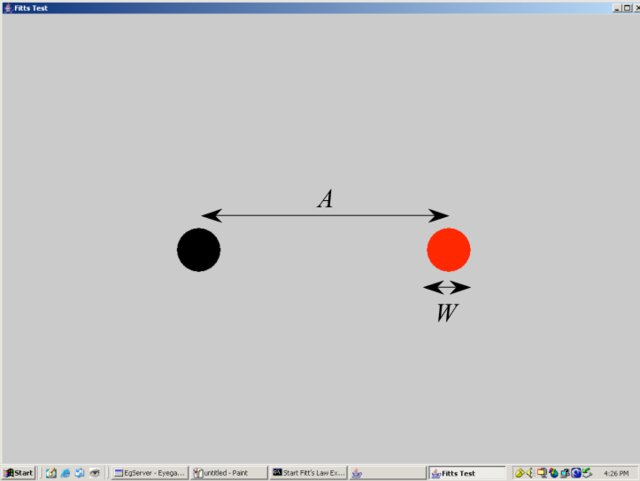 Fitts Test
A
W
Start
EgServer - Eyega...
untitled - Paint
Start Fitt's Law Ex...
Fitts Test
4:26 PM